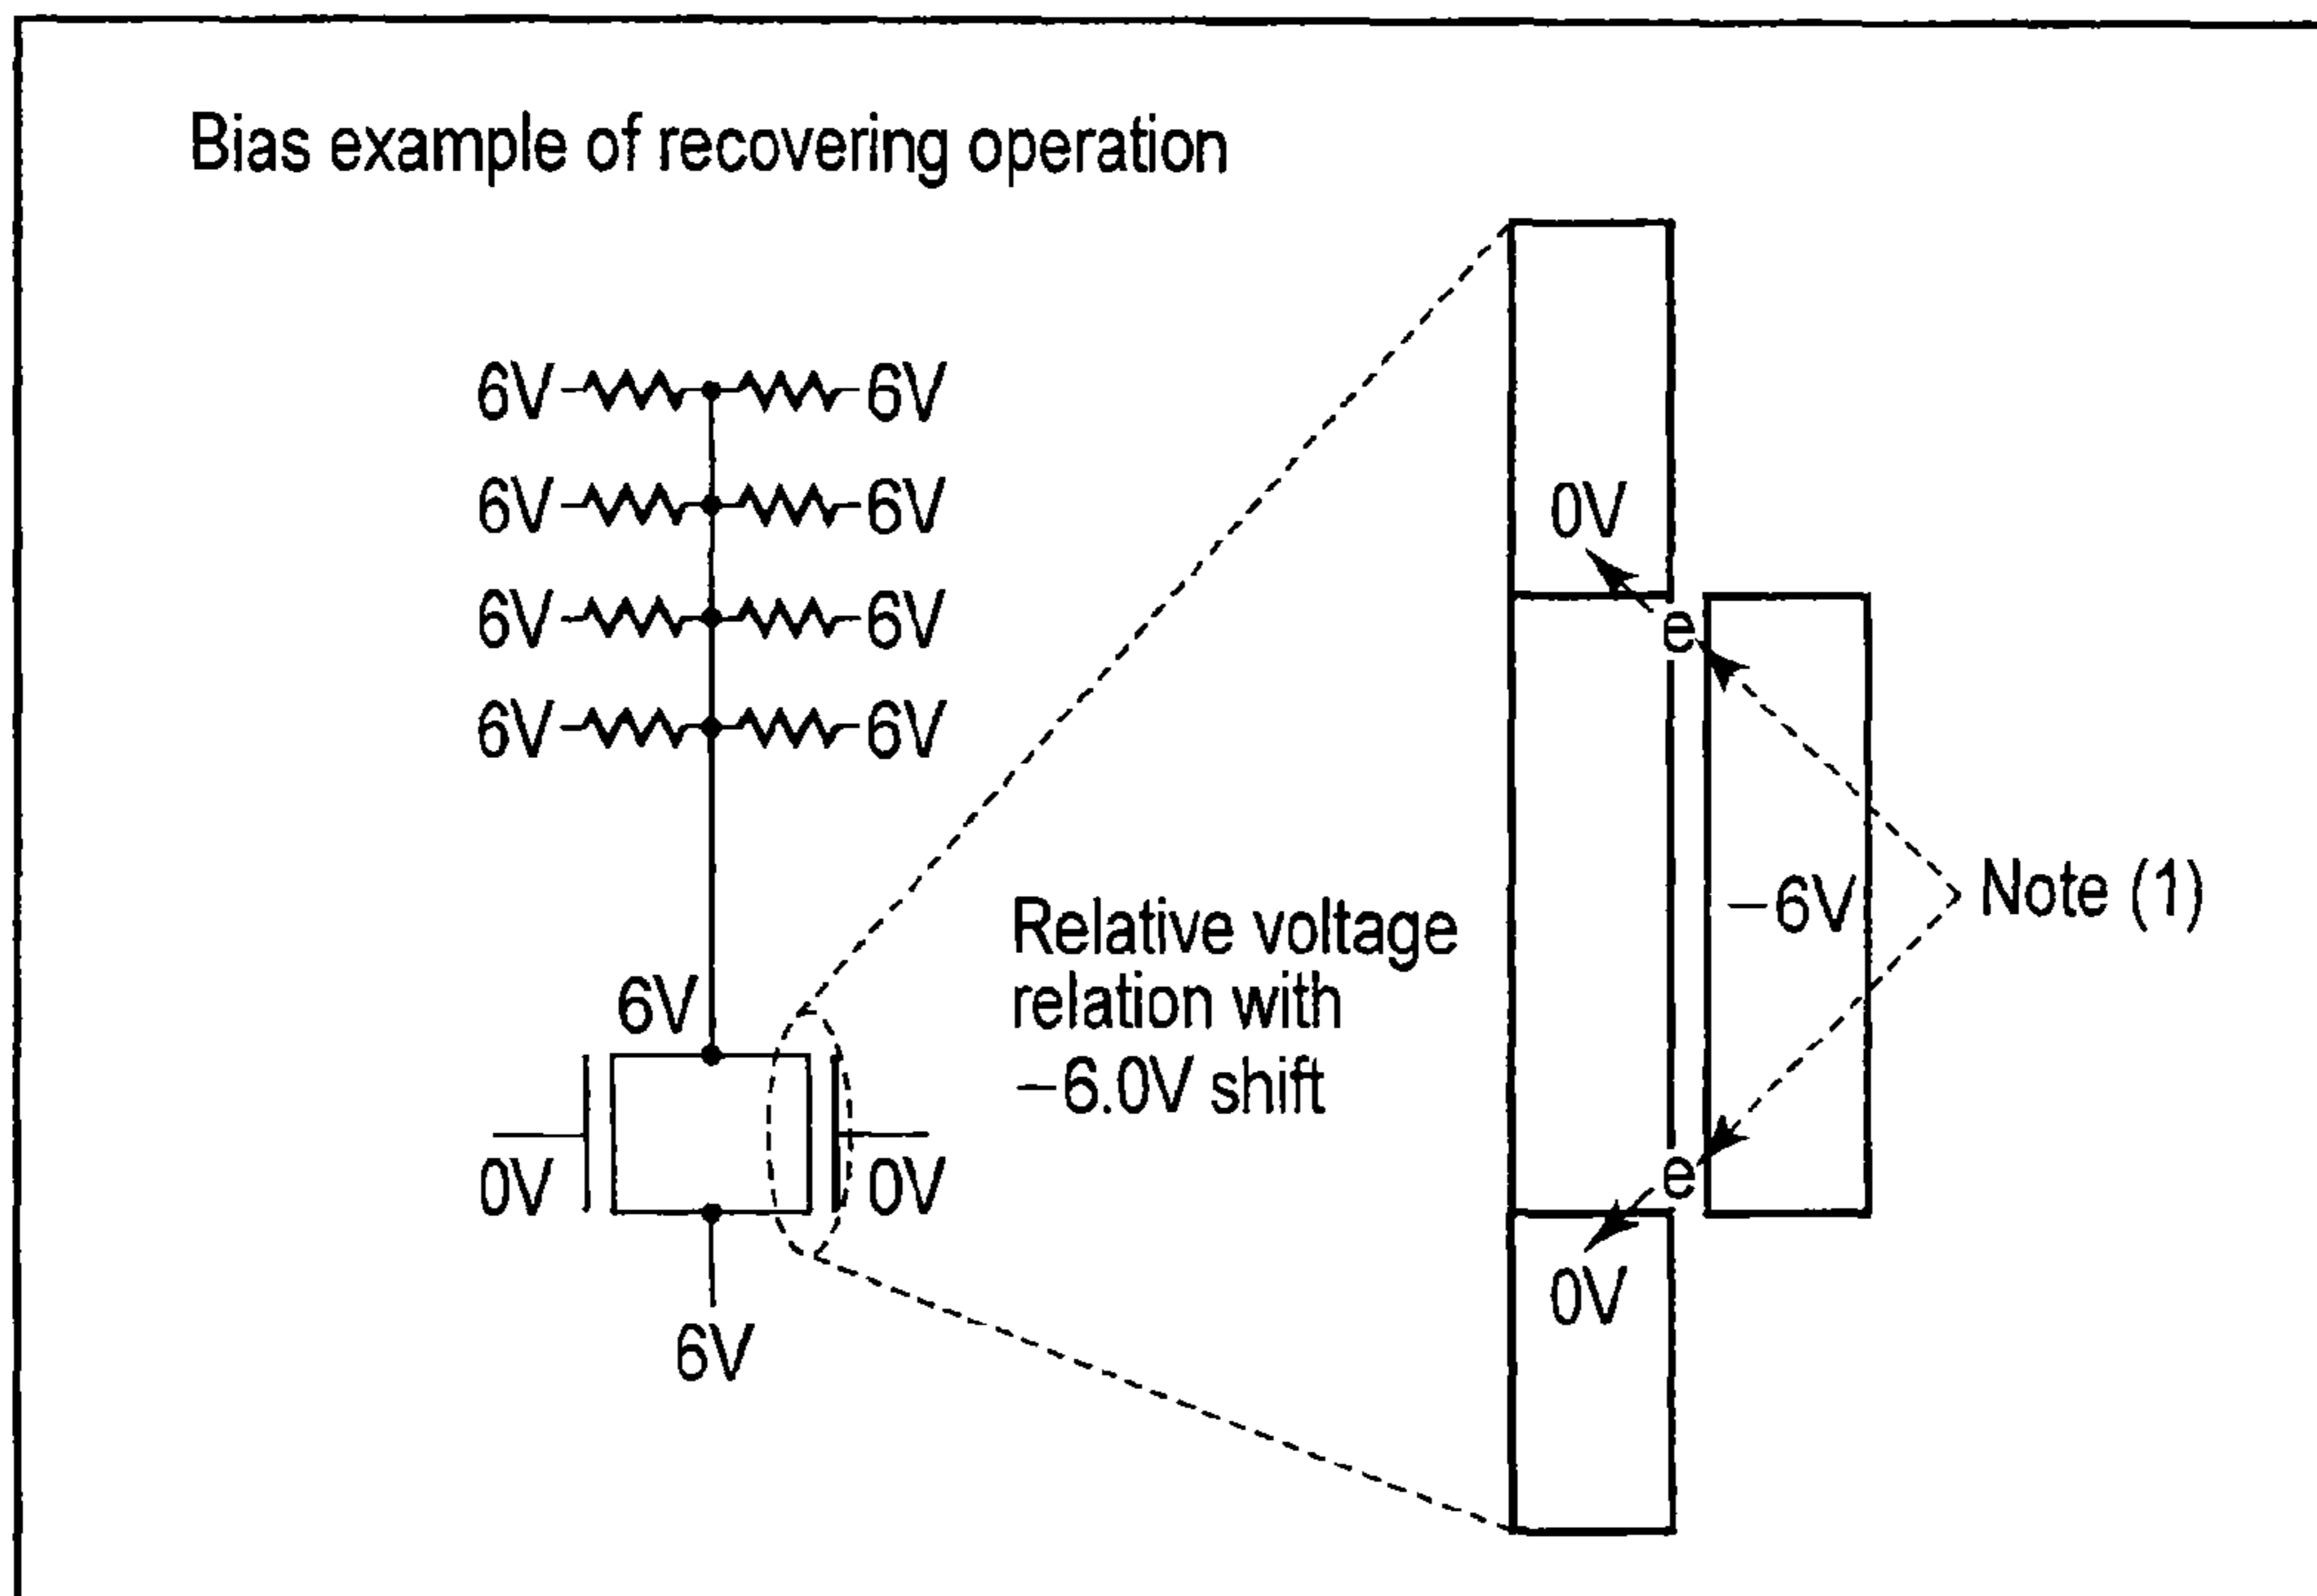 Bias example of recovering operation
6V 6V
6V 6V
6V 6V
6V 6V
6V
0V 0V
6V
Relative voltage
relation with
−6.0V shift
0V
e
−6V
Note (1)
e
0V